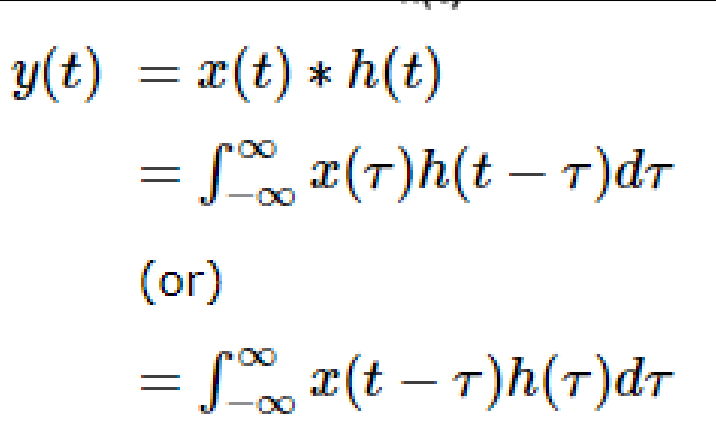 y(t) = x(t) ∗ h(t)
= ∫_{−∞}^{∞} x(τ)h(t − τ)dτ
(or)
= ∫_{−∞}^{∞} x(t − τ)h(τ)dτ